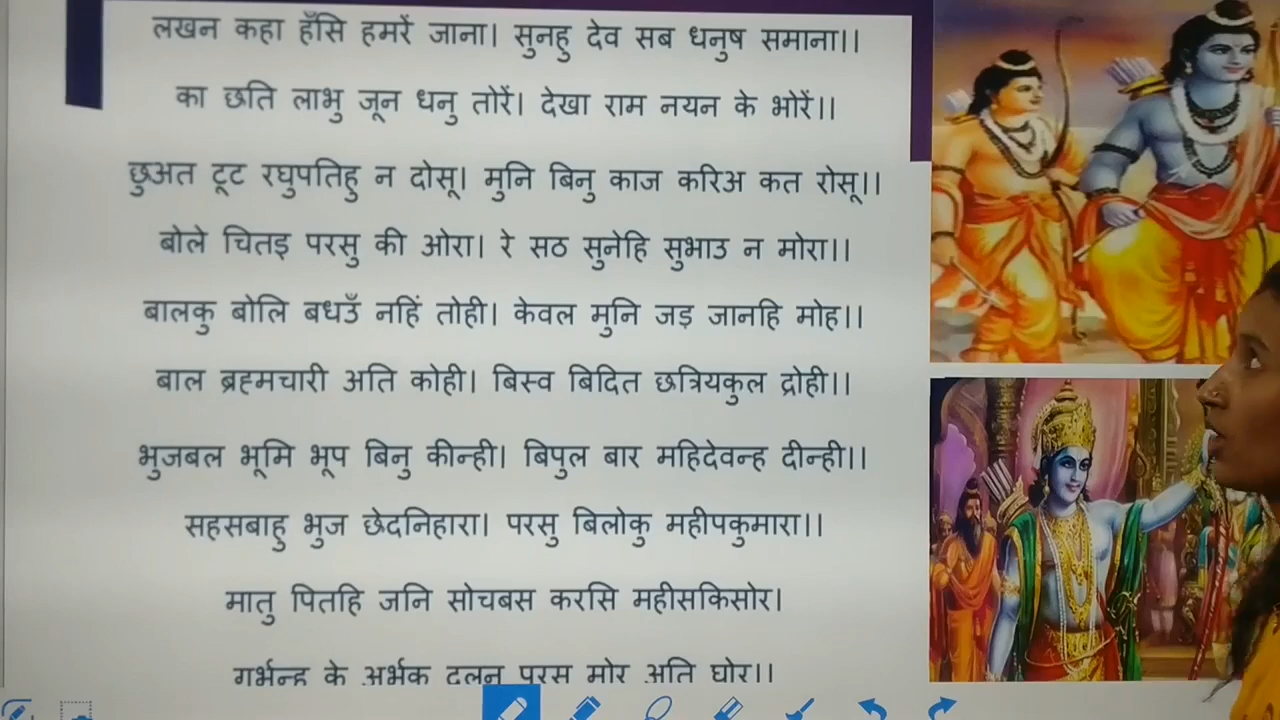 लखन कहा हँसि हमरें जाना। सुनहु देव सब धनुष समाना।।
का छति लाभु जून धनु तोरें। देखा राम नयन के भोरें।।
छुअत टूट रघुपतिहु न दोसू। मुनि बिनु काज करिअ कत रोसू।।
बोले चितइ परसु की ओरा। रे सठ सुनेहि सुभाउ न मोरा।।
बालकु बोलि बधउँ नहिं तोही। केवल मुनि जड़ जानहि मोह।।
बाल ब्रह्मचारी अति कोही। बिस्व बिदित छत्रियकुल द्रोही।।
भुजबल भूमि भूप बिनु कीन्ही। बिपुल बार महिदेवन्ह दीन्ही।।
सहसबाहु भुज छेदनिहारा। परसु बिलोकु महीपकुमारा।।
मातु पितहि जनि सोचबस करसि महीसकिसोर।
गर्भन्ह के अर्भक दलन परसु मोर अति घोर।।